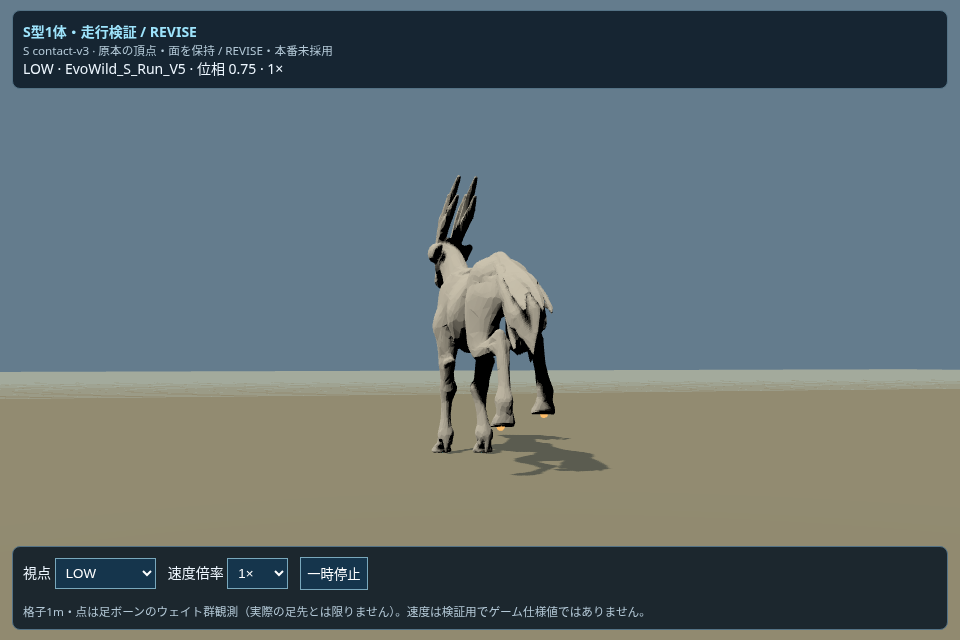 S型1体・走行検証 / REVISE
S contact-v3 · 原本の頂点・面を保持 / REVISE・本番未採用
LOW · EvoWild_S_Run_V5 · 位相 0.75 · 1×
視点 LOW 速度倍率 1× 一時停止
格子1m・点は足ボーンのウェイト群観測（実際の足先とは限りません）。速度は検証用でゲーム仕様値ではありません。